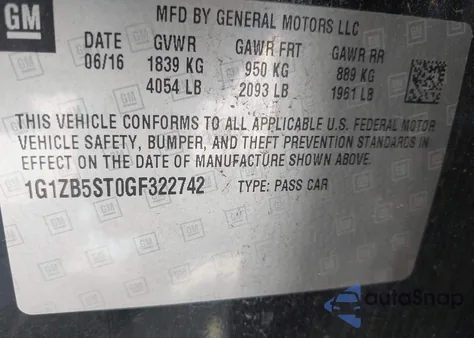 GM
MFD BY GENERAL MOTORS LLC
DATE GVWR GAWR FRT GAWR RR
06/16 1839 KG 950 KG 889 KG
4054 LB 2093 LB 1961 LB
THIS VEHICLE CONFORMS TO ALL APPLICABLE U.S. FEDERAL MOTOR
VEHICLE SAFETY, BUMPER, AND THEFT PREVENTION STANDARDS IN
EFFECT ON THE DATE OF MANUFACTURE SHOWN ABOVE.
1G1ZB5ST0GF322742 TYPE: PASS CAR
autoSnap